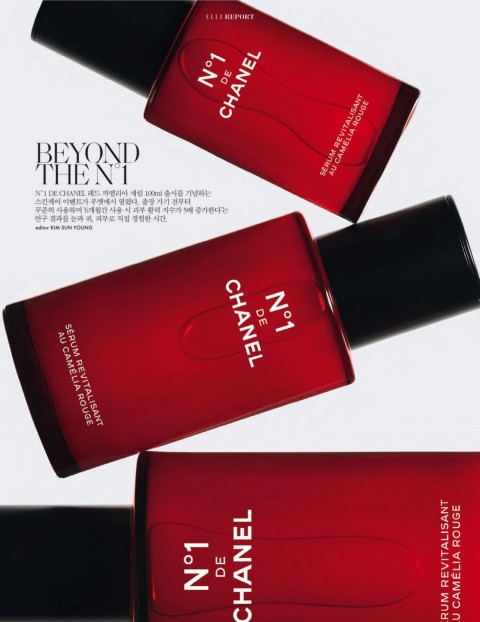 ELLE REPORT
N°1
DE
CHANEL
SÉRUM REVITALISANT
AU CAMÉLIA ROUGE
BEYOND
THE N°1
N°1 DE CHANEL 레드 까멜리아 세럼 100ml 출시를 기념하는
스킨케어 이벤트가 푸켓에서 열렸다. 출장 가기 전부터
꾸준히 사용하며 ‘6개월간 사용 시 피부 활력 지수가 5배 증가한다’는
연구 결과를 눈과 귀, 피부로 직접 경험한 시간.
editor KIM SUN YOUNG
N°1
DE
CHANEL
SÉRUM REVITALISANT
AU CAMÉLIA ROUGE
N°1
DE
CHANEL
RUM REVITALISANT
U CAMÉLIA ROUGE